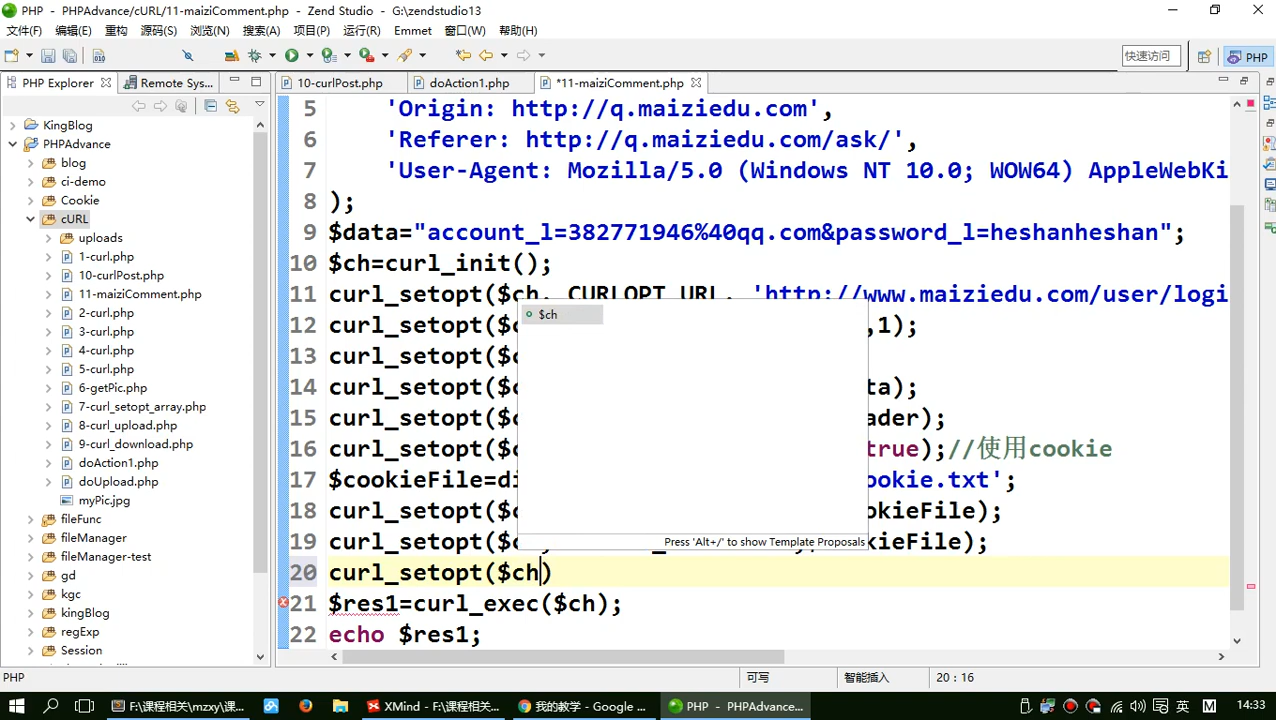 PHP - PHPAdvance/cURL/11-maiziComment.php - Zend Studio - G:\zendstudio13
文件(F) 编辑(E) 重构 源码(S) 浏览(N) 搜索(A) 项目(P) 运行(R) Emmet 窗口(W) 帮助(H)
快速访问 PHP
PHP Explorer Remote Sys...
10-curlPost.php doAction1.php *11-maiziComment.php
KingBlog
PHPAdvance
blog
ci-demo
Cookie
cURL
uploads
1-curl.php
10-curlPost.php
11-maiziComment.php
2-curl.php
3-curl.php
4-curl.php
5-curl.php
6-getPic.php
7-curl_setopt_array.php
8-curl_upload.php
9-curl_download.php
doAction1.php
doUpload.php
myPic.jpg
fileFunc
fileManager
fileManager-test
gd
kgc
kingBlog
regExp
Session
5 'Origin: http://q.maiziedu.com',
6 'Referer: http://q.maiziedu.com/ask/',
7 'User-Agent: Mozilla/5.0 (Windows NT 10.0; WOW64) AppleWebKi
8 );
9 $data="account_l=382771946%40qq.com&password_l=heshanheshan";
10 $ch=curl_init();
11 curl_setopt($ch, CURLOPT_URL, 'http://www.maiziedu.com/user/logi
12 curl_setopt($c ,1);
13 curl_setopt($c
14 curl_setopt($c ta);
15 curl_setopt($c ader);
16 curl_setopt($c true);//使用cookie
17 $cookieFile=di ookie.txt';
18 curl_setopt($c okieFile);
19 curl_setopt($c kieFile);
20 curl_setopt($ch)
21 $res1=curl_exec($ch);
22 echo $res1;
$ch
Press 'Alt+/' to show Template Proposals
PHP 可写 智能插入 20 : 16
F:\课程相关\mzxy\课... XMind - F:\课程相关... 我的教学 - Google ... PHP - PHPAdvance... 英 M 14:33